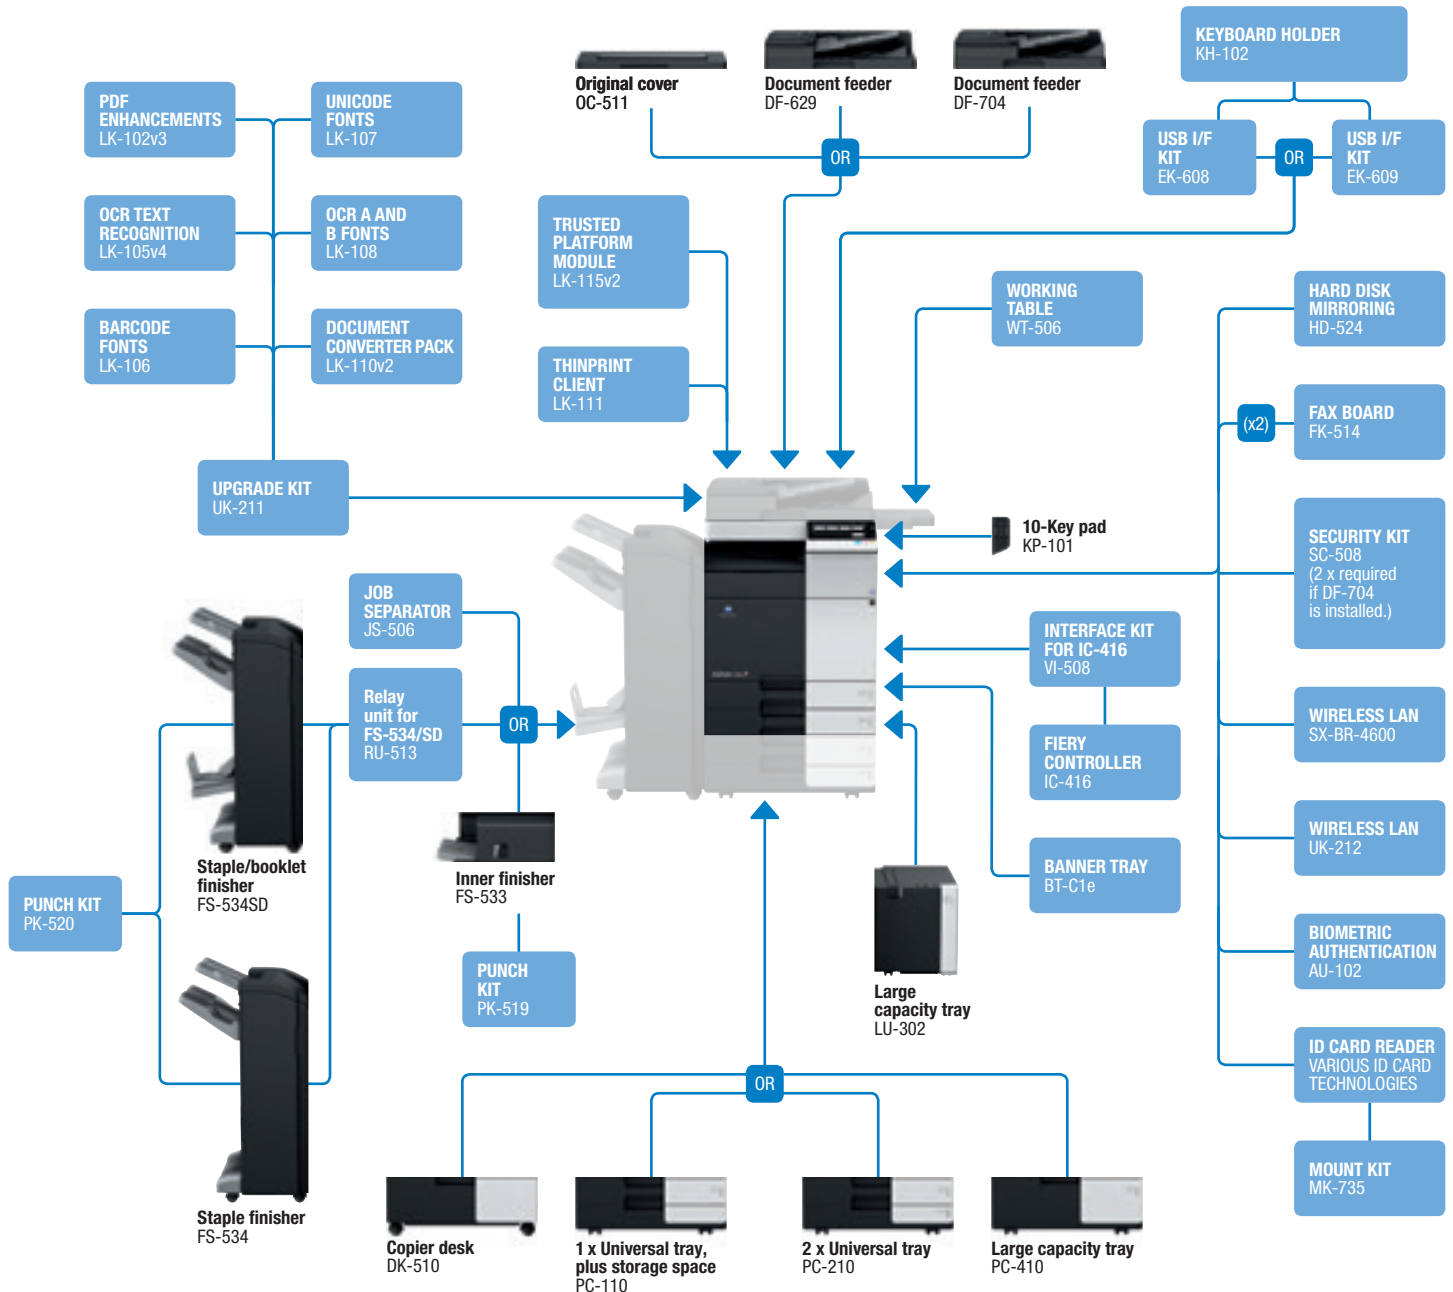 KEYBOARD HOLDER
KH-102
Original cover
OC-511
Document feeder
DF-629
Document feeder
DF-704
PDF
ENHANCEMENTS
LK-102v3
UNICODE
FONTS
LK-107
OR
USB I/F
KIT
EK-608
OR
USB I/F
KIT
EK-609
OCR TEXT
RECOGNITION
LK-105v4
OCR A AND
B FONTS
LK-108
TRUSTED
PLATFORM
MODULE
LK-115v2
WORKING
TABLE
WT-506
HARD DISK
MIRRORING
HD-524
BARCODE
FONTS
LK-106
DOCUMENT
CONVERTER PACK
LK-110v2
THINPRINT
CLIENT
LK-111
(x2)
FAX BOARD
FK-514
UPGRADE KIT
UK-211
10-Key pad
KP-101
SECURITY KIT
SC-508
(2 x required
if DF-704
is installed.)
JOB
SEPARATOR
JS-506
INTERFACE KIT
FOR IC-416
VI-508
Relay
unit for
FS-534/SD
RU-513
OR
WIRELESS LAN
SX-BR-4600
FIERY
CONTROLLER
IC-416
WIRELESS LAN
UK-212
Staple/booklet
finisher
FS-534SD
Inner finisher
FS-533
BANNER TRAY
BT-C1e
PUNCH KIT
PK-520
BIOMETRIC
AUTHENTICATION
AU-102
PUNCH
KIT
PK-519
Large
capacity tray
LU-302
ID CARD READER
VARIOUS ID CARD
TECHNOLOGIES
OR
MOUNT KIT
MK-735
Staple finisher
FS-534
Copier desk
DK-510
1 x Universal tray,
plus storage space
PC-110
2 x Universal tray
PC-210
Large capacity tray
PC-410